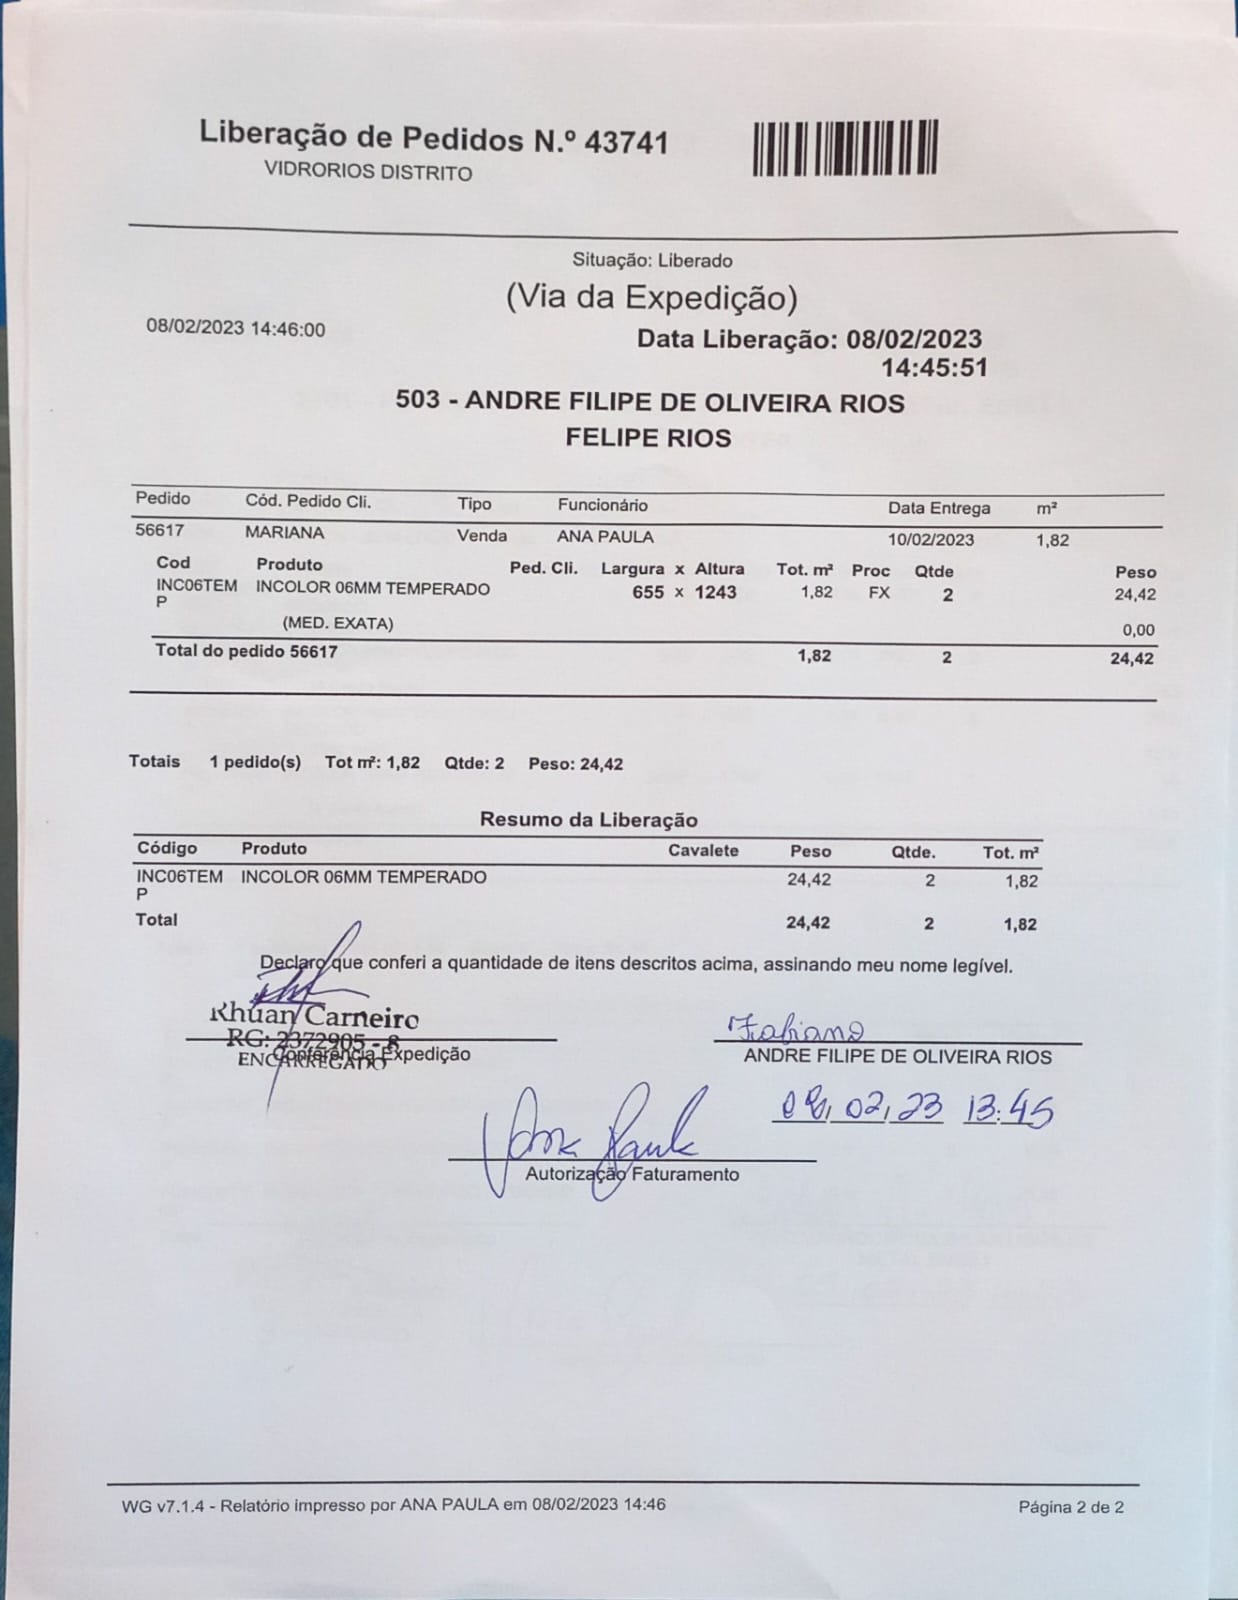 Liberação de Pedidos N.º 43741
VIDRORIOS DISTRITO
Situação: Liberado
(Via da Expedição)
08/02/2023 14:46:00
Data Liberação: 08/02/2023
14:45:51
503 - ANDRE FILIPE DE OLIVEIRA RIOS
FELIPE RIOS
Pedido Cód. Pedido Cli. Tipo Funcionário Data Entrega m²
56617 MARIANA Venda ANA PAULA 10/02/2023 1,82
Cod Produto Ped. Cli. Largura x Altura Tot. m² Proc Qtde Peso
INC06TEM INCOLOR 06MM TEMPERADO 655 x 1243 1,82 FX 2 24,42
P
(MED. EXATA) 0,00
Total do pedido 56617 1,82 2 24,42
Totais 1 pedido(s) Tot m²: 1,82 Qtde: 2 Peso: 24,42
Resumo da Liberação
Código Produto Cavalete Peso Qtde. Tot. m²
INC06TEM INCOLOR 06MM TEMPERADO 24,42 2 1,82
P
Total 24,42 2 1,82
Declaro que conferi a quantidade de itens descritos acima, assinando meu nome legível.
Rhuan Carneiro
RG: 2372905 - 8
ENCARREGADO
Conferência Expedição
Fabiano
ANDRE FILIPE DE OLIVEIRA RIOS
02, 23 13:45
Ana Paula
Autorização Faturamento
WG v7.1.4 - Relatório impresso por ANA PAULA em 08/02/2023 14:46
Página 2 de 2